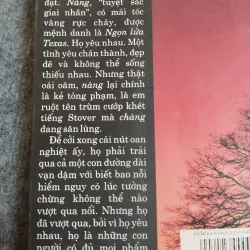 đạt. Nàng, "tuyệt sắc
giai nhân", có mái tóc
vàng rực cháy, được
mệnh danh là Ngọn lửa
Texas. Họ yêu nhau. Một
tình yêu chân thành, đẹp
đẽ và không thể sống
thiếu nhau. Nhưng thật
oái oăm, nàng lại chính
là kẻ tòng phạm, là em
ruột tên trùm cướp khét
tiếng Stover mà chàng
đang săn lùng.
Để cởi xong cái nút oan
nghiệt ấy, họ phải trải
qua cả một con đường dài
vạn dặm với biết bao nỗi
hiểm nguy có lúc tưởng
chừng không thể nào
vượt qua nổi. Nhưng họ
đã vượt qua, bởi vì họ yêu
nhau, họ là những con
người có đủ mọi phẩm